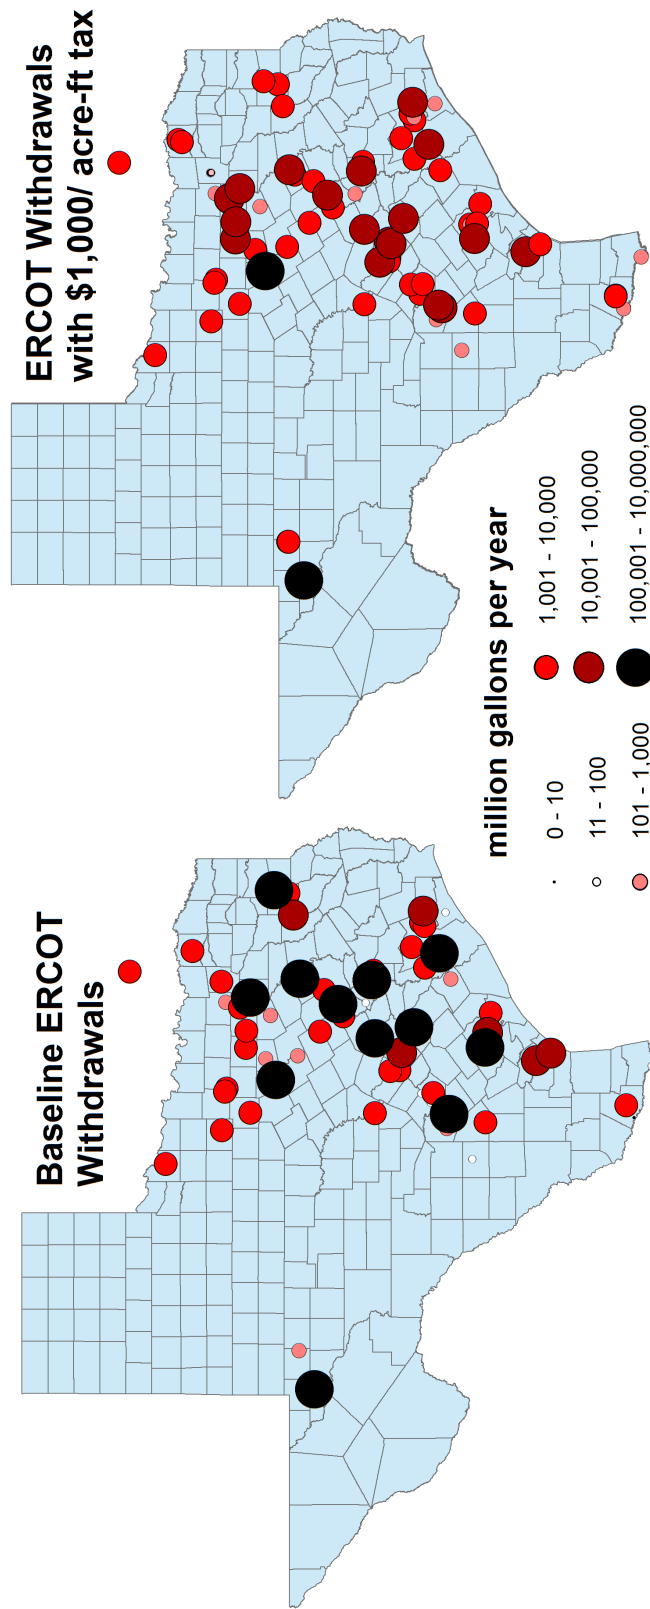 Baseline ERCOT
Withdrawals
ERCOT Withdrawals
with $1,000/ acre-ft tax
million gallons per year
0 - 10
11 - 100
101 - 1,000
1,001 - 10,000
10,001 - 100,000
100,001 - 10,000,000